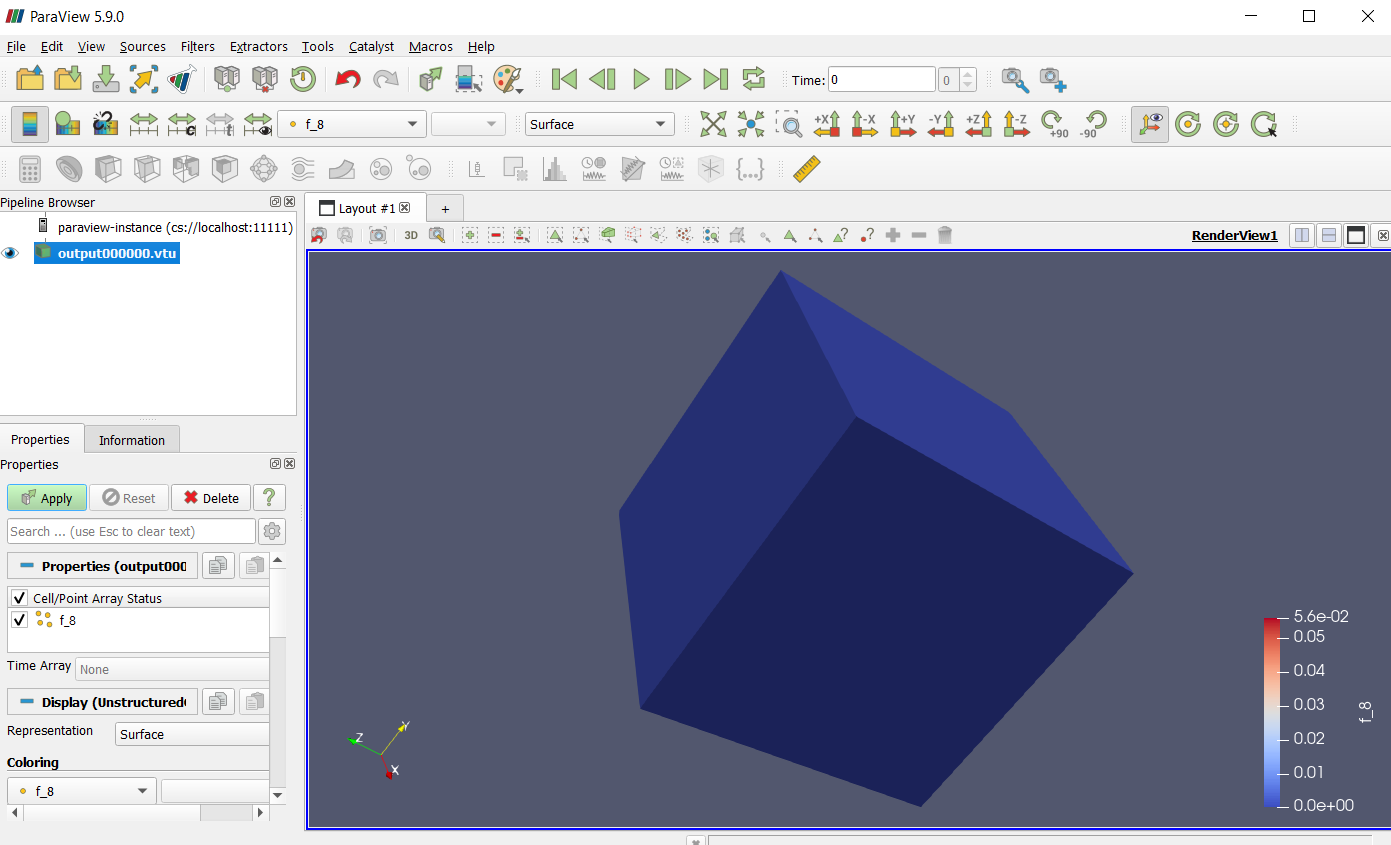 ParaView 5.9.0
File Edit View Sources Filters Extractors Tools Catalyst Macros Help
Time: 0 0
f_8 Surface +X -X +Y -Y +Z -Z +90 -90
Pipeline Browser
paraview-instance (cs://localhost:11111)
output000000.vtu
Layout #1 +
3D RenderView1
Properties Information
Properties
Apply Reset Delete ?
Search ... (use Esc to clear text)
Properties (output000
Cell/Point Array Status
f_8
Time Array None
Display (Unstructured
Representation Surface
Coloring
f_8
Y
Z
X
5.6e-02
0.05
0.04
0.03
0.02
0.01
0.0e+00
f_8